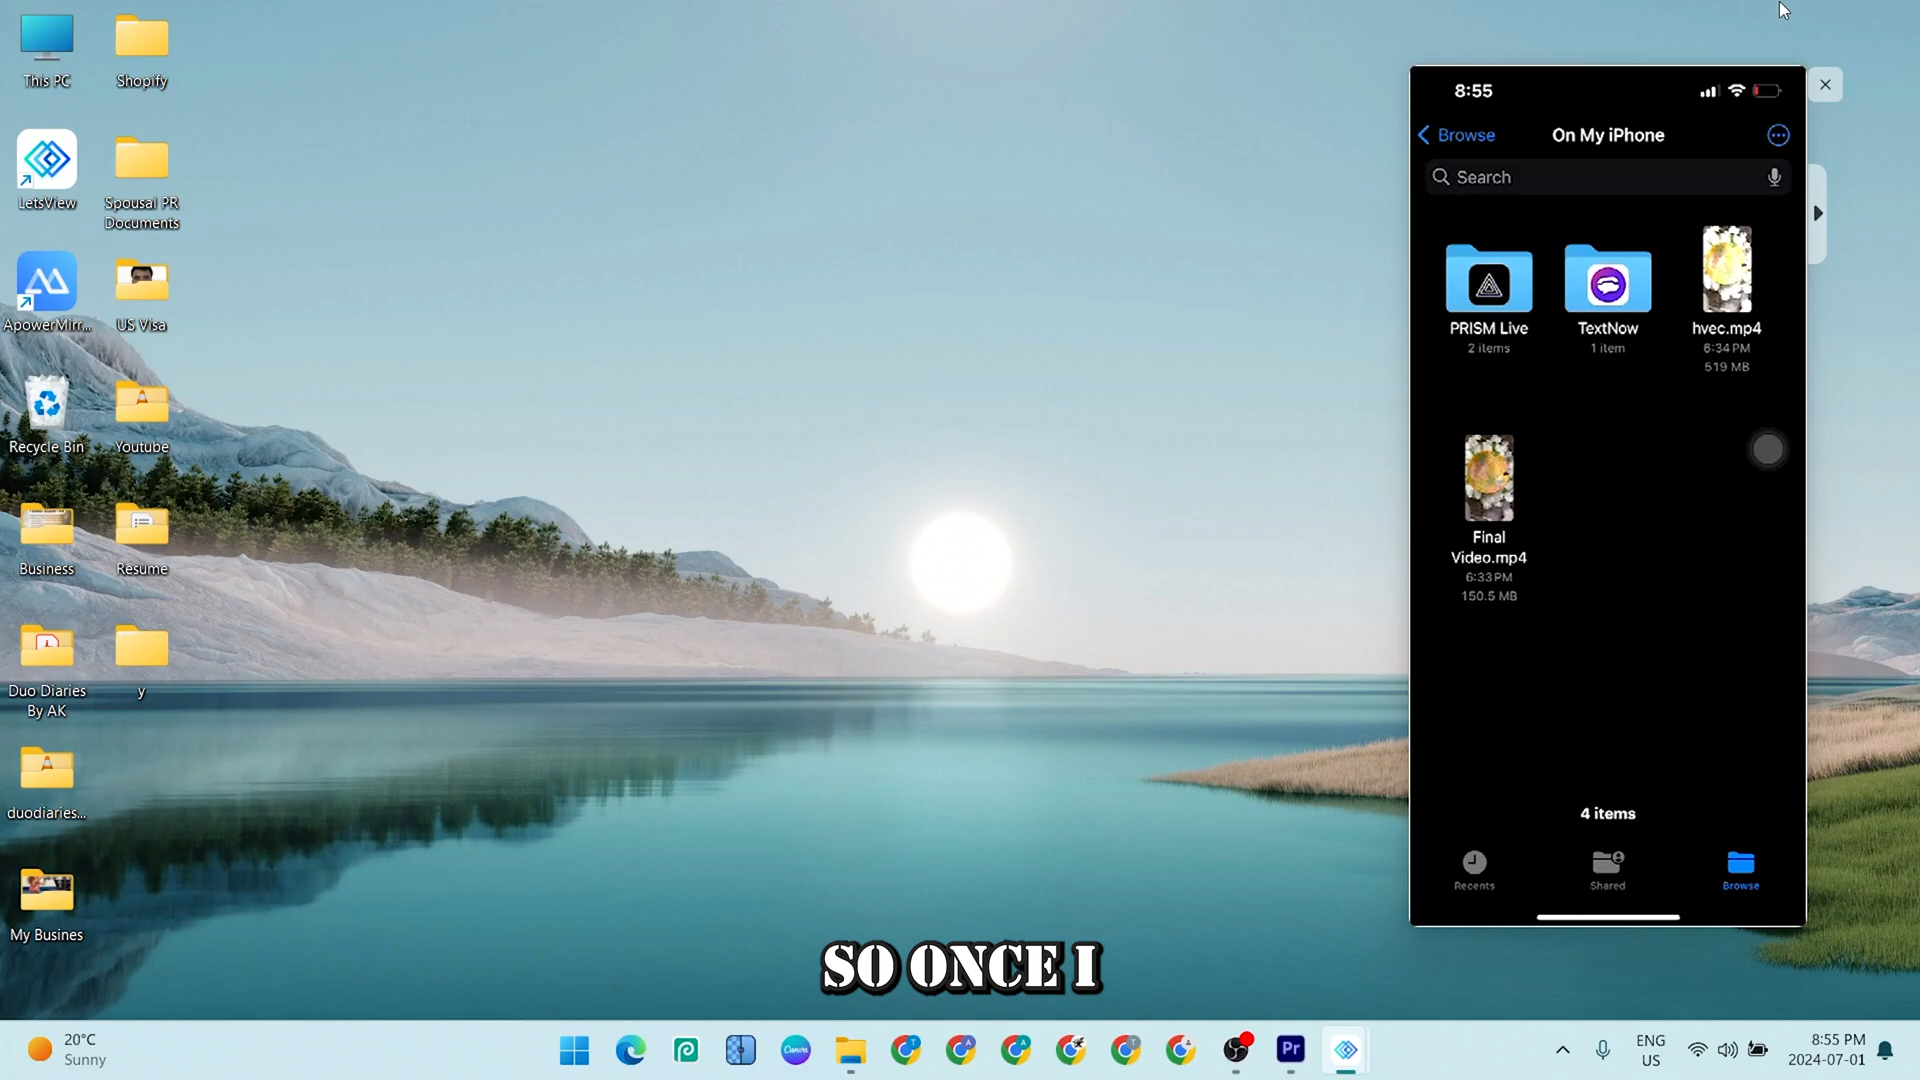 This PC
Shopify
LetsView
Spousal PR
Documents
ApowerMirr...
US Visa
Recycle Bin
Youtube
Business
Resume
Duo Diaries
By AK
y
duodiaries...
My Busines
8:55
Browse
On My iPhone
Search
PRISM Live
2 items
TextNow
1 item
hvec.mp4
6:34 PM
519 MB
Final
Video.mp4
6:33 PM
150.5 MB
4 items
Recents
Shared
Browse
SO ONCE I
20°C
Sunny
Canva
Pr
ENG
US
8:55 PM
2024-07-01